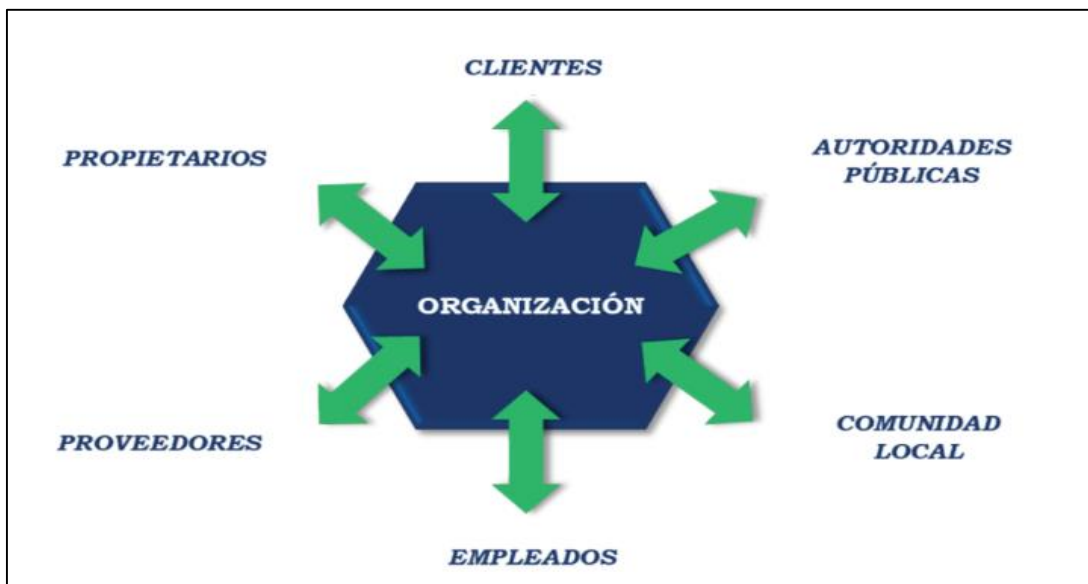 CLIENTES
PROPIETARIOS
AUTORIDADES
PÚBLICAS
ORGANIZACIÓN
PROVEEDORES
COMUNIDAD
LOCAL
EMPLEADOS